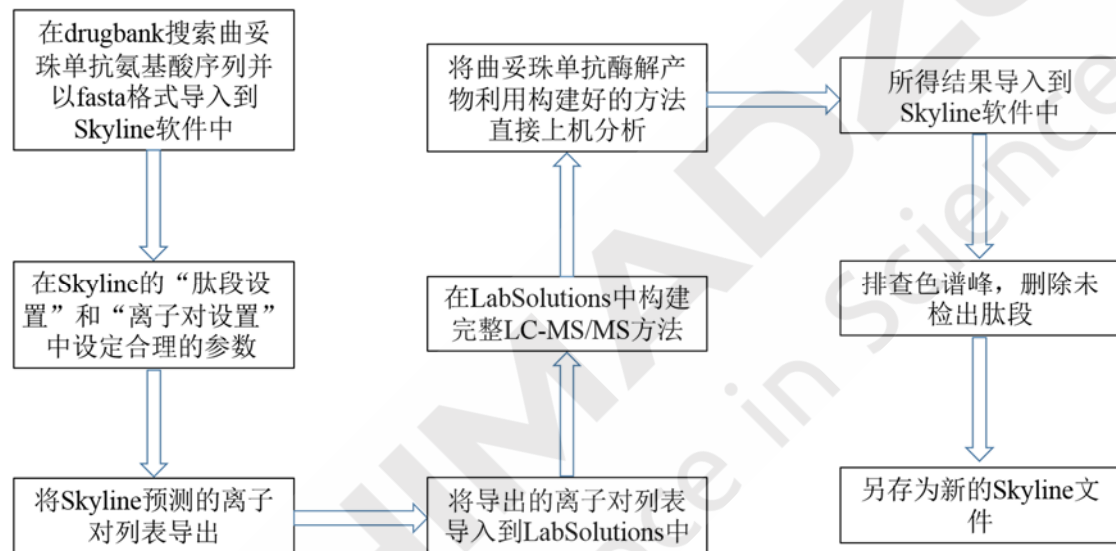 在drugbank搜索曲妥
珠单抗氨基酸序列并
以fasta格式导入到
Skyline软件中
在Skyline的“肽段设
置”和“离子对设置”
中设定合理的参数
将Skyline预测的离子
对列表导出
将导出的离子对列表
导入到LabSolutions中
在LabSolutions中构建
完整LC-MS/MS方法
将曲妥珠单抗酶解产
物利用构建好的方法
直接上机分析
所得结果导入到
Skyline软件中
排查色谱峰，删除未
检出肽段
另存为新的Skyline文
件